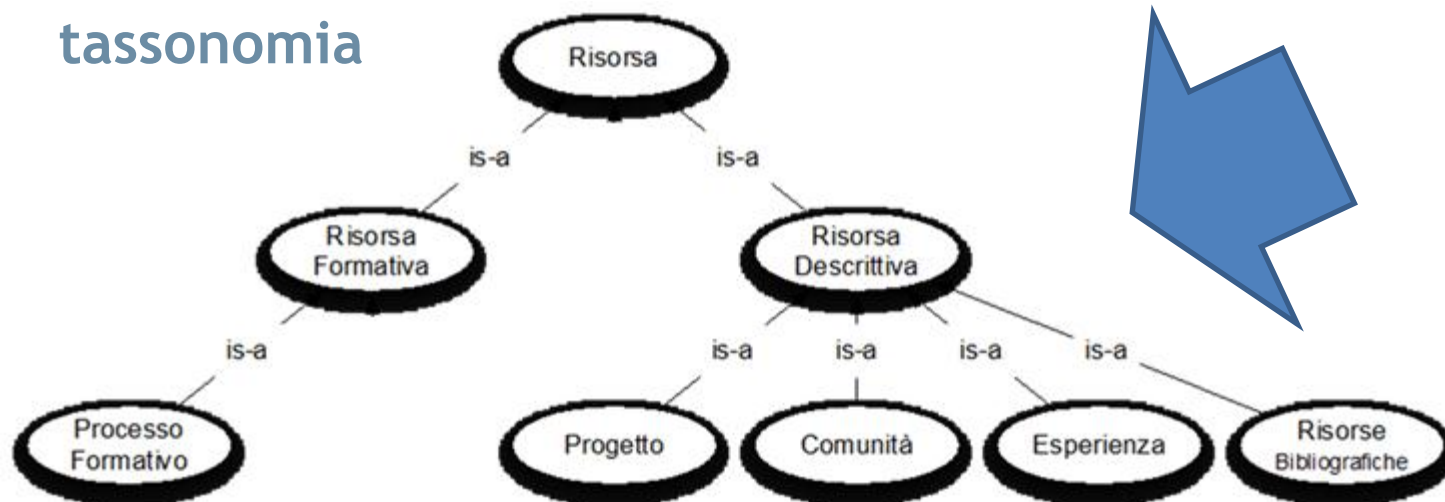 tassonomia
Risorsa
is-a
is-a
Risorsa
Formativa
Risorsa
Descrittiva
is-a
is-a
is-a
is-a
is-a
Processo
Formativo
Progetto
Comunità
Esperienza
Risorse
Bibliografiche